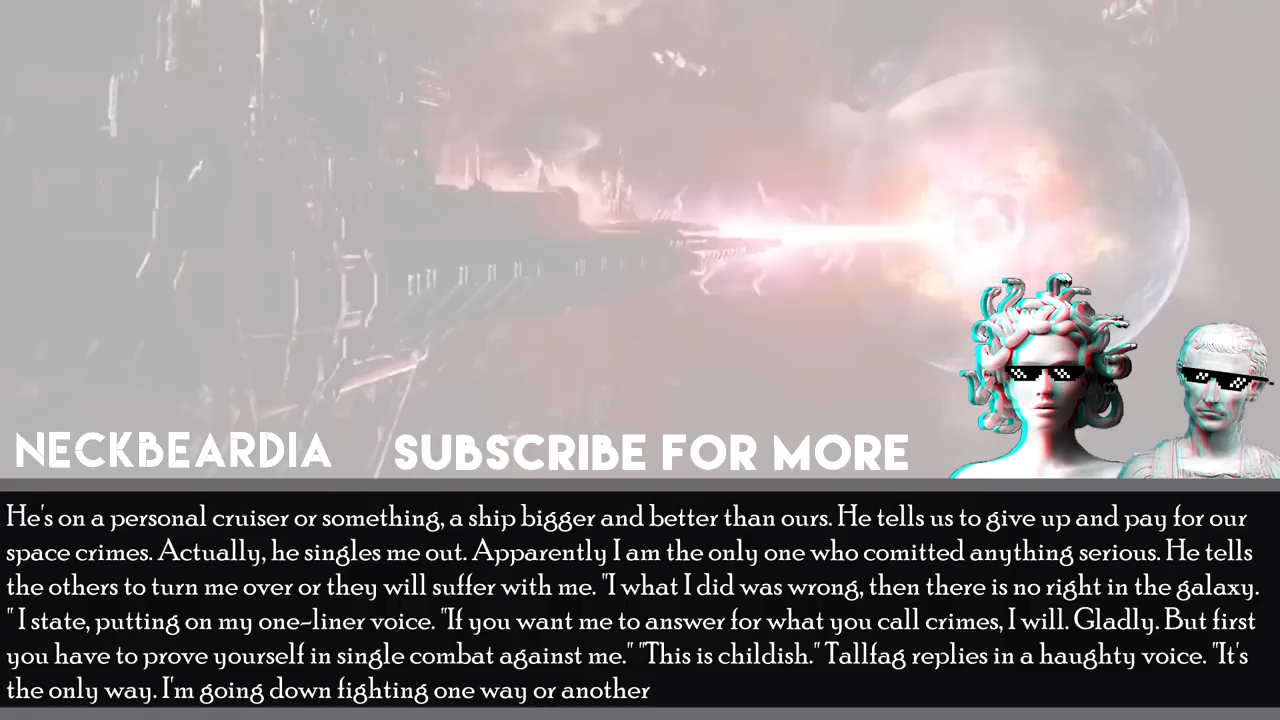 NECKBEARDIA
SUBSCRIBE FOR MORE
He's on a personal cruiser or something, a ship bigger and better than ours. He tells us to give up and pay for our
space crimes. Actually, he singles me out. Apparently I am the only one who comitted anything serious. He tells
the others to turn me over or they will suffer with me. "I what I did was wrong, then there is no right in the galaxy.
" I state, putting on my one-liner voice. "If you want me to answer for what you call crimes, I will. Gladly. But first
you have to prove yourself in single combat against me." "This is childish." Tallfag replies in a haughty voice. "It's
the only way. I'm going down fighting one way or another